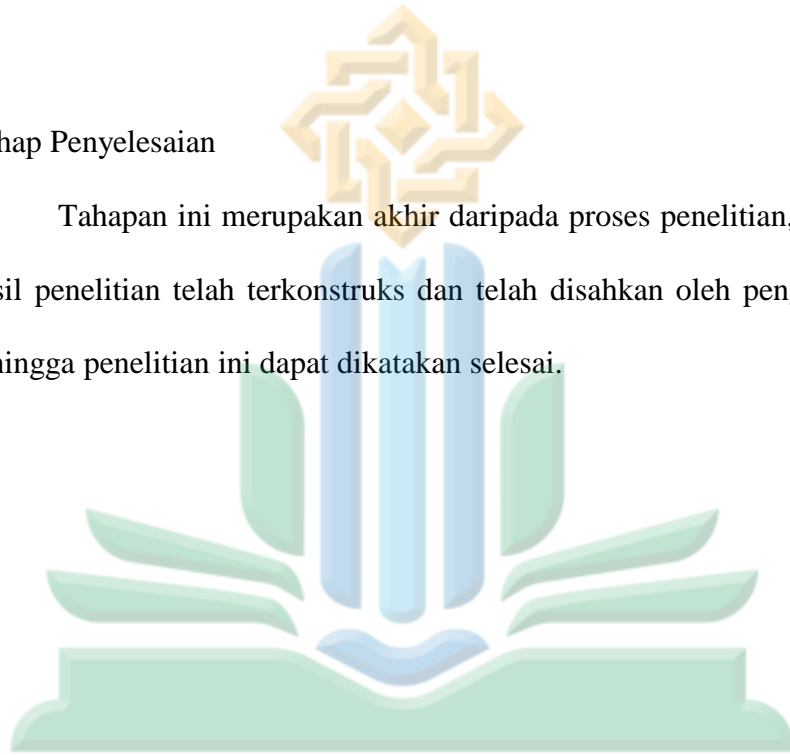 hap Penyelesaian
Tahapan ini merupakan akhir daripada proses penelitian,
sil penelitian telah terkonstruks dan telah disahkan oleh peng
hingga penelitian ini dapat dikatakan selesai.